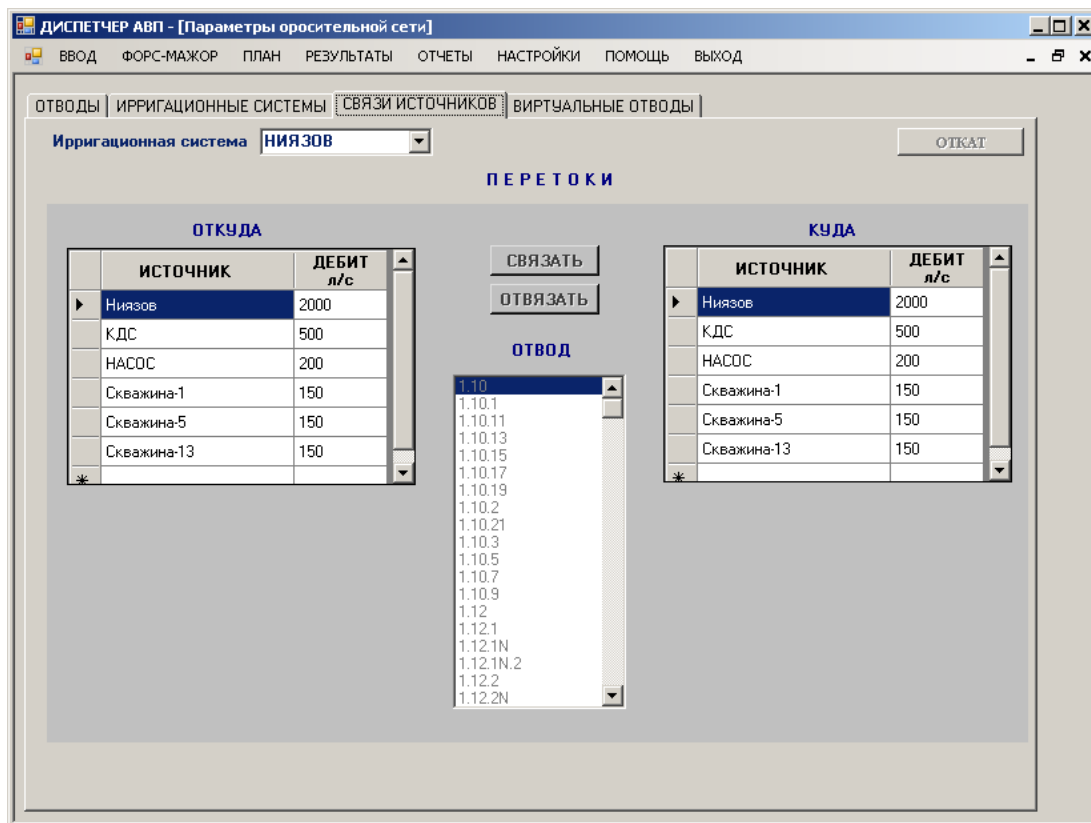 ДИСПЕТЧЕР АВП - [Параметры оросительной сети]
ВВОД ФОРС-МАЖОР ПЛАН РЕЗУЛЬТАТЫ ОТЧЕТЫ НАСТРОЙКИ ПОМОЩЬ ВЫХОД
ОТВОДЫ ИРРИГАЦИОННЫЕ СИСТЕМЫ СВЯЗИ ИСТОЧНИКОВ ВИРТУАЛЬНЫЕ ОТВОДЫ
Ирригационная система НИЯЗОВ ОТКАТ
ПЕРЕТОКИ
ОТКУДА
ИСТОЧНИК ДЕБИТ л/с
Ниязов 2000
КДС 500
НАСОС 200
Скважина-1 150
Скважина-5 150
Скважина-13 150
СВЯЗАТЬ
ОТВЯЗАТЬ
ОТВОД
1.10
1.10.1
1.10.11
1.10.13
1.10.15
1.10.17
1.10.19
1.10.2
1.10.21
1.10.3
1.10.5
1.10.7
1.10.9
1.12
1.12.1
1.12.1N
1.12.1N.2
1.12.2
1.12.2N
КУДА
ИСТОЧНИК ДЕБИТ л/с
Ниязов 2000
КДС 500
НАСОС 200
Скважина-1 150
Скважина-5 150
Скважина-13 150